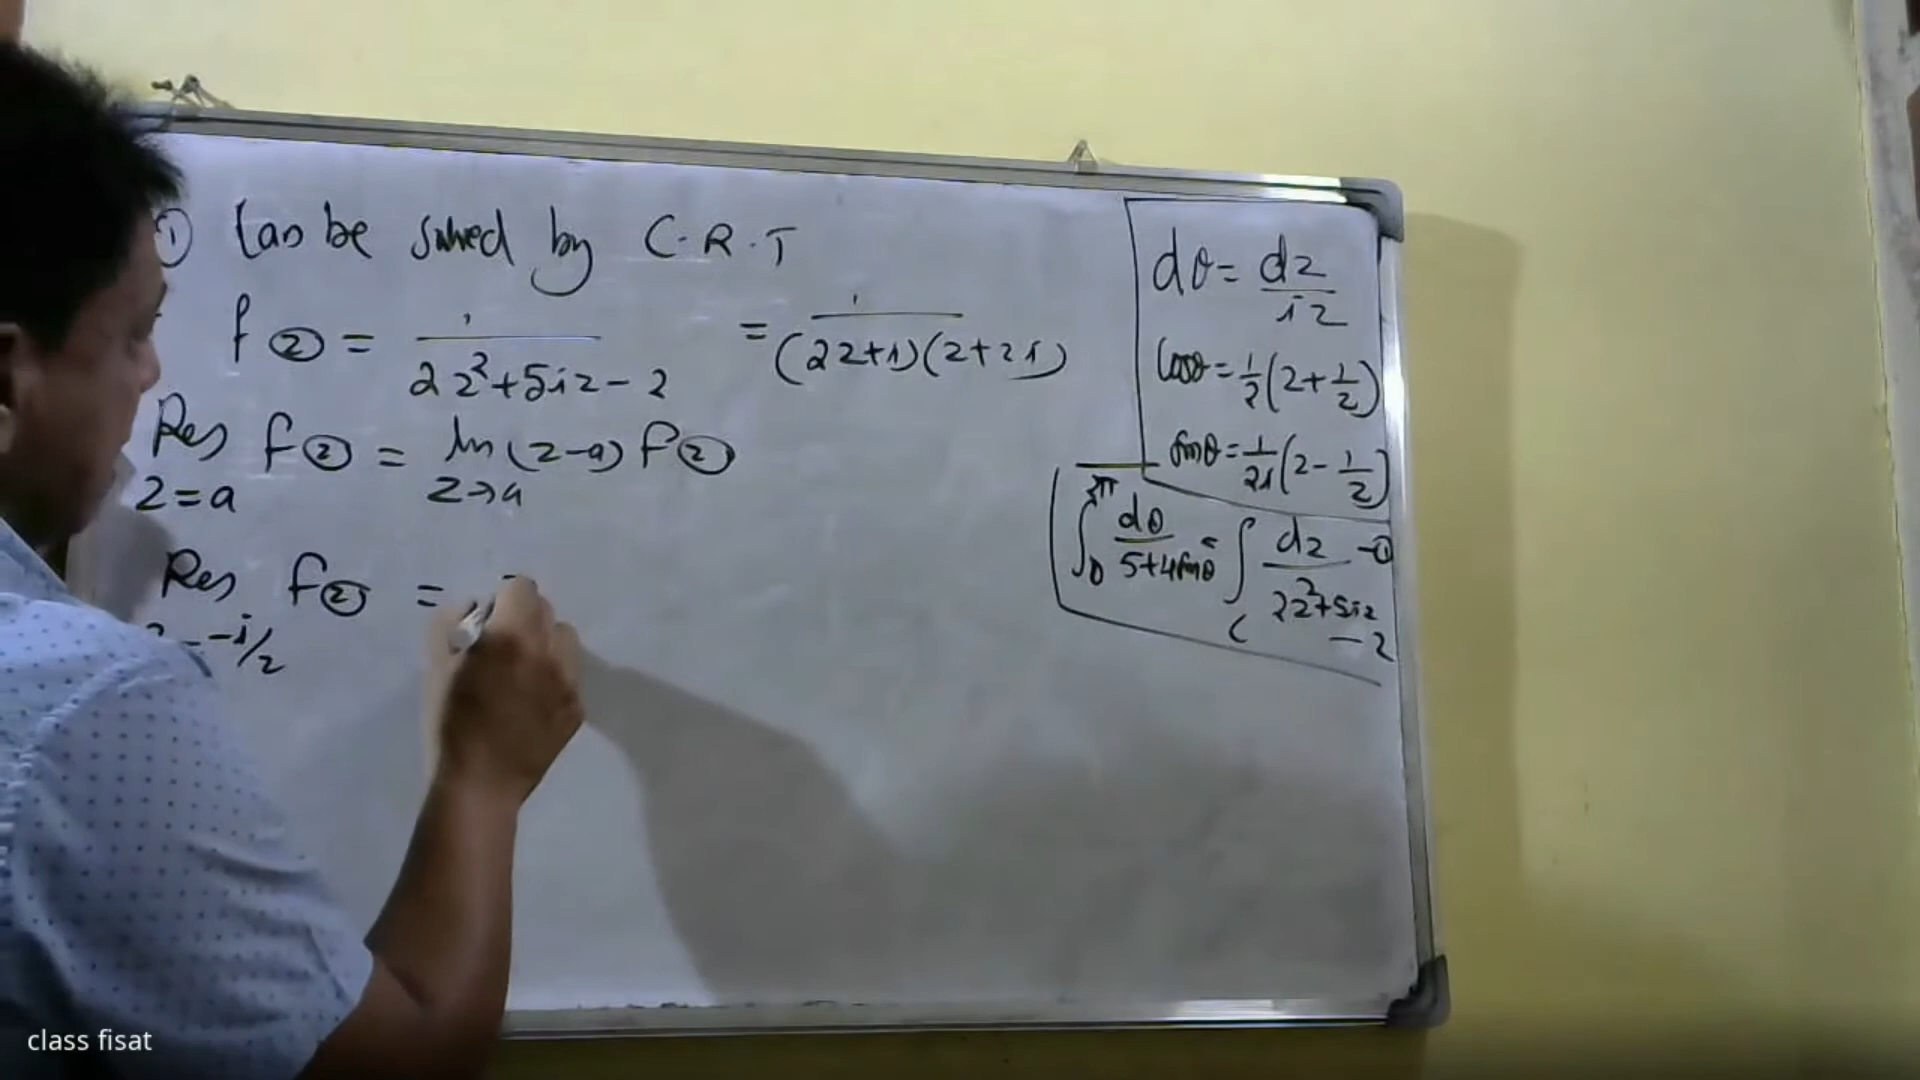 ① Can be solved by C.R.T
f(z) = 1/(2z²+5iz-2) = 1/((2z+i)(z+2i))
Res f(z) = lim (z-a) f(z)
z=a z→a
Res f(z) =
-i/2
dθ = dz/iz
Cosθ = 1/2(z+1/z)
sinθ = 1/2i(z-1/z)
∫₀^2π dθ/(5+4sinθ) = ∫_C dz/(2z²+5iz-2) -①
class fisat